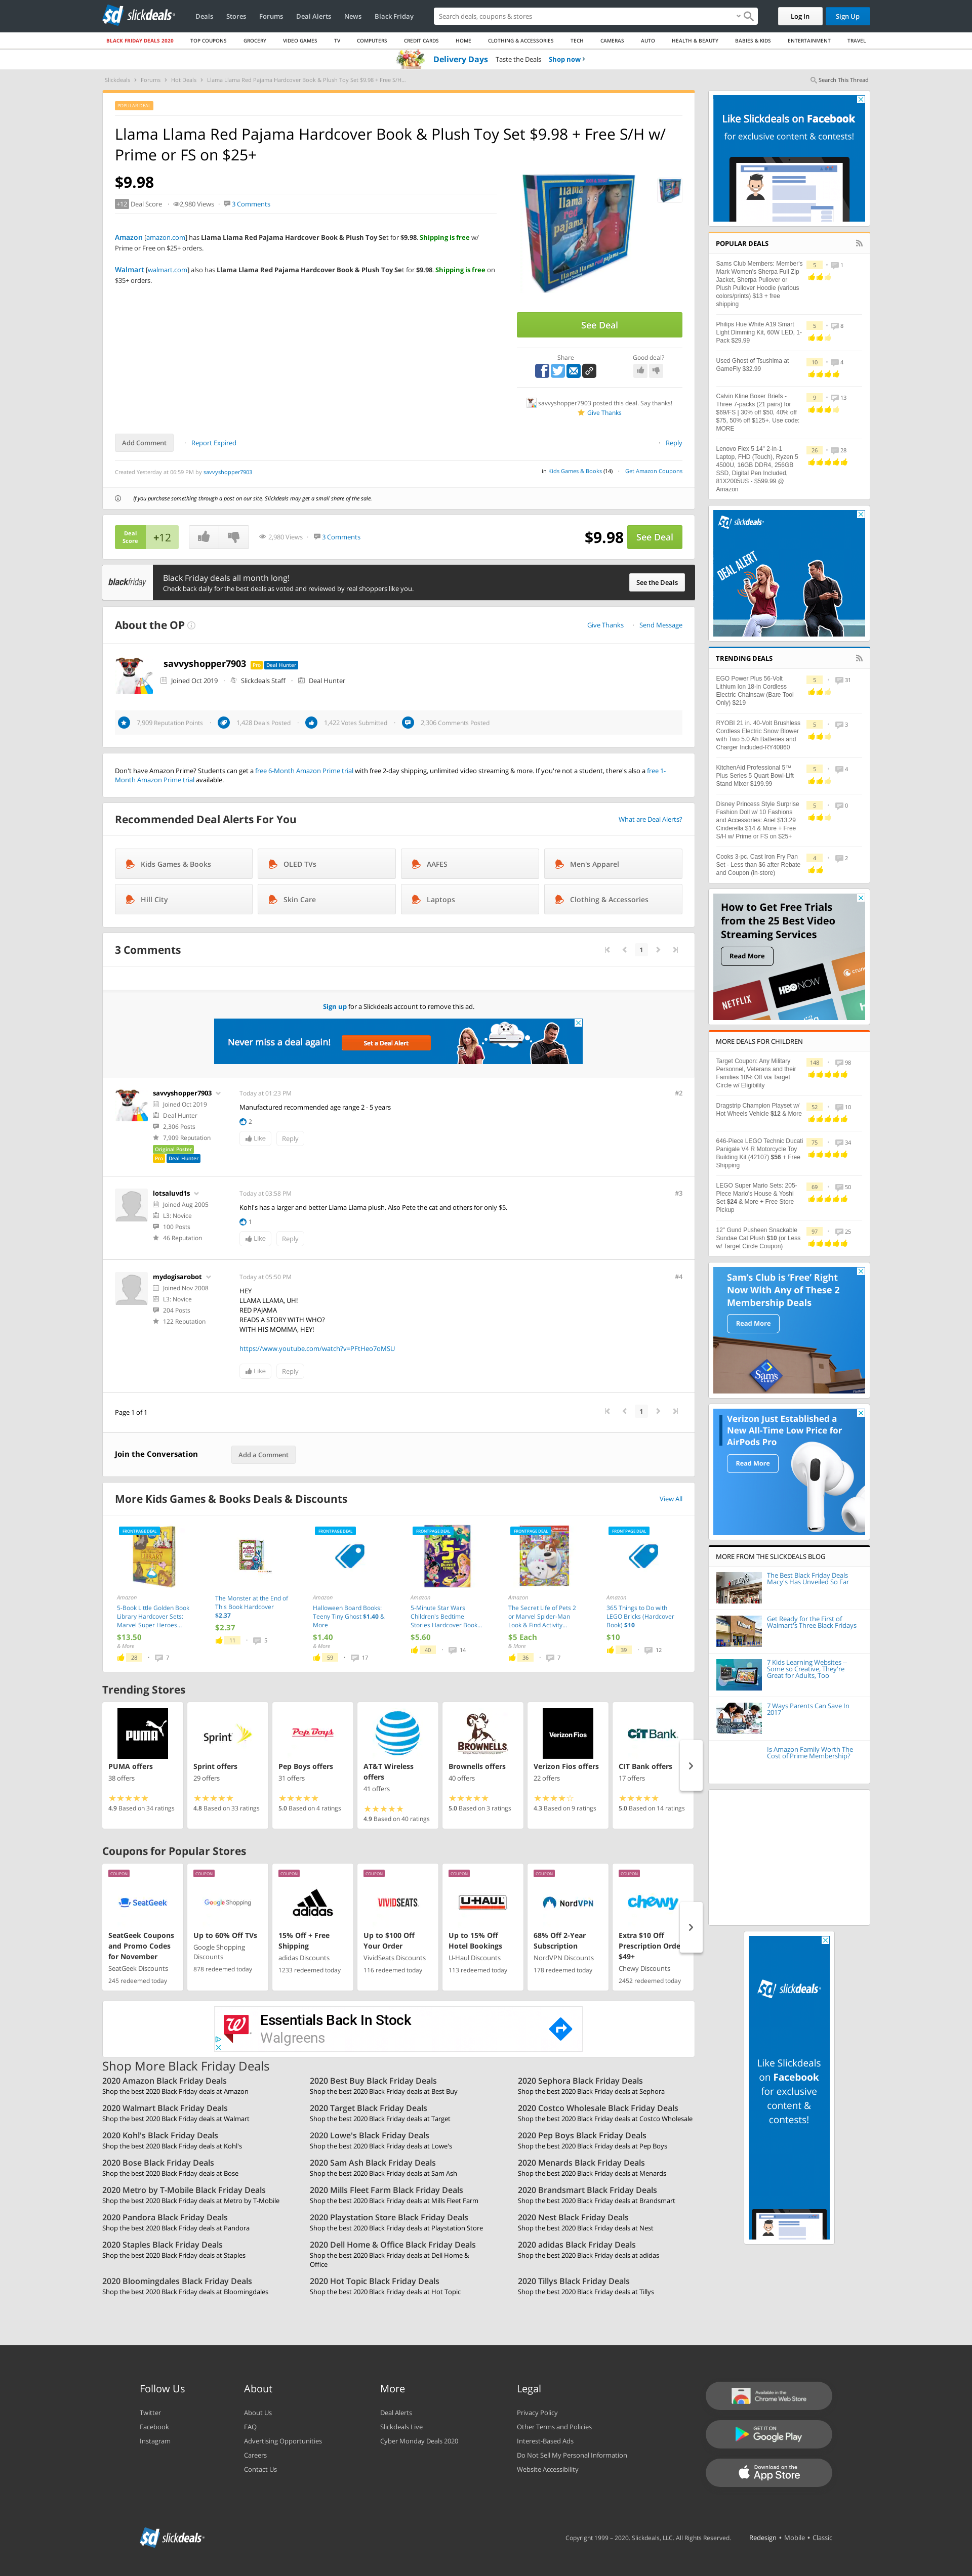 slickdeals
Deals Stores Forums Deal Alerts News Black Friday
Search deals, coupons & stores
Log In Sign Up
BLACK FRIDAY DEALS 2020 TOP COUPONS GROCERY VIDEO GAMES TV COMPUTERS CREDIT CARDS HOME CLOTHING & ACCESSORIES TECH CAMERAS AUTO HEALTH & BEAUTY BABIES & KIDS ENTERTAINMENT TRAVEL
Delivery Days Taste the Deals Shop now ›
Slickdeals Forums Hot Deals Llama Llama Red Pajama Hardcover Book & Plush Toy Set $9.98 + Free S/H...
Search This Thread
POPULAR DEAL
Llama Llama Red Pajama Hardcover Book & Plush Toy Set $9.98 + Free S/H w/
Prime or FS on $25+
$9.98
+12 Deal Score 2,980 Views 3 Comments
Amazon [amazon.com] has Llama Llama Red Pajama Hardcover Book & Plush Toy Set for $9.98. Shipping is free w/
Prime or Free on $25+ orders.
Walmart [walmart.com] also has Llama Llama Red Pajama Hardcover Book & Plush Toy Set for $9.98. Shipping is free on
$35+ orders.
llama llama
red pajama
See Deal
Share Good deal?
savvyshopper7903 posted this deal. Say thanks!
Give Thanks
Add Comment Report Expired Reply
Created Yesterday at 06:59 PM by savvyshopper7903
in Kids Games & Books (14) Get Amazon Coupons
If you purchase something through a post on our site, Slickdeals may get a small share of the sale.
Deal
Score
+12
2,980 Views 3 Comments
$9.98 See Deal
blackfriday
Black Friday deals all month long!
Check back daily for the best deals as voted and reviewed by real shoppers like you.
See the Deals
About the OP
Give Thanks Send Message
savvyshopper7903 Pro Deal Hunter
Joined Oct 2019 Slickdeals Staff Deal Hunter
7,909 Reputation Points 1,428 Deals Posted 1,422 Votes Submitted 2,306 Comments Posted
Don't have Amazon Prime? Students can get a free 6-Month Amazon Prime trial with free 2-day shipping, unlimited video streaming & more. If you're not a student, there's also a free 1-
Month Amazon Prime trial available.
Recommended Deal Alerts For You
What are Deal Alerts?
Kids Games & Books OLED TVs AAFES Men's Apparel
Hill City Skin Care Laptops Clothing & Accessories
3 Comments
1
Sign up for a Slickdeals account to remove this ad.
Never miss a deal again! Set a Deal Alert
savvyshopper7903
Joined Oct 2019
Deal Hunter
2,306 Posts
7,909 Reputation
Original Poster
Pro Deal Hunter
Today at 01:23 PM
#2
Manufactured recommended age range 2 - 5 years
2
Like Reply
lotsaluvd1s
Joined Aug 2005
L3: Novice
100 Posts
46 Reputation
Today at 03:58 PM
#3
Kohl's has a larger and better Llama Llama plush. Also Pete the cat and others for only $5.
1
Like Reply
mydogisarobot
Joined Nov 2008
L3: Novice
204 Posts
122 Reputation
Today at 05:50 PM
#4
HEY
LLAMA LLAMA, UH!
RED PAJAMA
READS A STORY WITH WHO?
WITH HIS MOMMA, HEY!
https://www.youtube.com/watch?v=PFtHeo7oMSU
Like Reply
Page 1 of 1
1
Join the Conversation Add a Comment
More Kids Games & Books Deals & Discounts
View All
FRONTPAGE DEAL
Amazon
5-Book Little Golden Book
Library Hardcover Sets:
Marvel Super Heroes...
$13.50
& More
28 7
The Monster at the End of
This Book Hardcover
$2.37
$2.37
11 5
FRONTPAGE DEAL
Amazon
Halloween Board Books:
Teeny Tiny Ghost $1.40 &
More
$1.40
& More
59 17
FRONTPAGE DEAL
Amazon
5-Minute Star Wars
Children's Bedtime
Stories Hardcover Book...
$5.60
40 14
FRONTPAGE DEAL
Amazon
The Secret Life of Pets 2
or Marvel Spider-Man
Look & Find Activity...
$5 Each
& More
36 7
FRONTPAGE DEAL
Amazon
365 Things to Do with
LEGO Bricks (Hardcover
Book) $10
$10
39 12
Trending Stores
PUMA
PUMA offers
38 offers
4.9 Based on 34 ratings
Sprint
Sprint offers
29 offers
4.8 Based on 33 ratings
Pep Boys
Pep Boys offers
31 offers
5.0 Based on 4 ratings
AT&T Wireless
offers
41 offers
4.9 Based on 40 ratings
BROWNELLS
Brownells offers
40 offers
5.0 Based on 3 ratings
Verizon Fios
Verizon Fios offers
22 offers
4.3 Based on 9 ratings
CIT Bank
CIT Bank offers
17 offers
5.0 Based on 14 ratings
Coupons for Popular Stores
COUPON
SeatGeek
SeatGeek Coupons
and Promo Codes
for November
SeatGeek Discounts
245 redeemed today
COUPON
Google Shopping
Up to 60% Off TVs
Google Shopping
Discounts
878 redeemed today
COUPON
adidas
15% Off + Free
Shipping
adidas Discounts
1233 redeemed today
COUPON
VIVIDSEATS
Up to $100 Off
Your Order
VividSeats Discounts
116 redeemed today
COUPON
U-HAUL
Up to 15% Off
Hotel Bookings
U-Haul Discounts
113 redeemed today
COUPON
NordVPN
68% Off 2-Year
Subscription
NordVPN Discounts
178 redeemed today
COUPON
chewy
Extra $10 Off
Prescription Orde
$49+
Chewy Discounts
2452 redeemed today
Essentials Back In Stock
Walgreens
Shop More Black Friday Deals
2020 Amazon Black Friday Deals
Shop the best 2020 Black Friday deals at Amazon
2020 Best Buy Black Friday Deals
Shop the best 2020 Black Friday deals at Best Buy
2020 Sephora Black Friday Deals
Shop the best 2020 Black Friday deals at Sephora
2020 Walmart Black Friday Deals
Shop the best 2020 Black Friday deals at Walmart
2020 Target Black Friday Deals
Shop the best 2020 Black Friday deals at Target
2020 Costco Wholesale Black Friday Deals
Shop the best 2020 Black Friday deals at Costco Wholesale
2020 Kohl's Black Friday Deals
Shop the best 2020 Black Friday deals at Kohl's
2020 Lowe's Black Friday Deals
Shop the best 2020 Black Friday deals at Lowe's
2020 Pep Boys Black Friday Deals
Shop the best 2020 Black Friday deals at Pep Boys
2020 Bose Black Friday Deals
Shop the best 2020 Black Friday deals at Bose
2020 Sam Ash Black Friday Deals
Shop the best 2020 Black Friday deals at Sam Ash
2020 Menards Black Friday Deals
Shop the best 2020 Black Friday deals at Menards
2020 Metro by T-Mobile Black Friday Deals
Shop the best 2020 Black Friday deals at Metro by T-Mobile
2020 Mills Fleet Farm Black Friday Deals
Shop the best 2020 Black Friday deals at Mills Fleet Farm
2020 Brandsmart Black Friday Deals
Shop the best 2020 Black Friday deals at Brandsmart
2020 Pandora Black Friday Deals
Shop the best 2020 Black Friday deals at Pandora
2020 Playstation Store Black Friday Deals
Shop the best 2020 Black Friday deals at Playstation Store
2020 Nest Black Friday Deals
Shop the best 2020 Black Friday deals at Nest
2020 Staples Black Friday Deals
Shop the best 2020 Black Friday deals at Staples
2020 Dell Home & Office Black Friday Deals
Shop the best 2020 Black Friday deals at Dell Home &
Office
2020 adidas Black Friday Deals
Shop the best 2020 Black Friday deals at adidas
2020 Bloomingdales Black Friday Deals
Shop the best 2020 Black Friday deals at Bloomingdales
2020 Hot Topic Black Friday Deals
Shop the best 2020 Black Friday deals at Hot Topic
2020 Tillys Black Friday Deals
Shop the best 2020 Black Friday deals at Tillys
Like Slickdeals on Facebook
for exclusive content & contests!
POPULAR DEALS
Sams Club Members: Member's
Mark Women's Sherpa Full Zip
Jacket, Sherpa Pullover or
Plush Pullover Hoodie (various
colors/prints) $13 + free
shipping
5 1
Philips Hue White A19 Smart
Light Dimming Kit, 60W LED, 1-
Pack $29.99
5 8
Used Ghost of Tsushima at
GameFly $32.99
10 4
Calvin Kline Boxer Briefs -
Three 7-packs (21 pairs) for
$69/FS | 30% off $50, 40% off
$75, 50% off $125+. Use code:
MORE
9 13
Lenovo Flex 5 14" 2-in-1
Laptop, FHD (Touch), Ryzen 5
4500U, 16GB DDR4, 256GB
SSD, Digital Pen Included,
81X2005US - $599.99 @
Amazon
26 28
slickdeals
DEAL ALERT
TRENDING DEALS
EGO Power Plus 56-Volt
Lithium Ion 18-in Cordless
Electric Chainsaw (Bare Tool
Only) $219
5 31
RYOBI 21 in. 40-Volt Brushless
Cordless Electric Snow Blower
with Two 5.0 Ah Batteries and
Charger Included-RY40860
5 3
KitchenAid Professional 5™
Plus Series 5 Quart Bowl-Lift
Stand Mixer $199.99
5 4
Disney Princess Style Surprise
Fashion Doll w/ 10 Fashions
and Accessories: Ariel $13.29
Cinderella $14 & More + Free
S/H w/ Prime or FS on $25+
5 0
Cooks 3-pc. Cast Iron Fry Pan
Set - Less than $6 after Rebate
and Coupon (in-store)
4 2
How to Get Free Trials
from the 25 Best Video
Streaming Services
Read More
NETFLIX HBO NOW
MORE DEALS FOR CHILDREN
Target Coupon: Any Military
Personnel, Veterans and their
Families 10% Off via Target
Circle w/ Eligibility
148 98
Dragstrip Champion Playset w/
Hot Wheels Vehicle $12 & More
52 10
646-Piece LEGO Technic Ducati
Panigale V4 R Motorcycle Toy
Building Kit (42107) $56 + Free
Shipping
75 34
LEGO Super Mario Sets: 205-
Piece Mario's House & Yoshi
Set $24 & More + Free Store
Pickup
69 50
12" Gund Pusheen Snackable
Sundae Cat Plush $10 (or Less
w/ Target Circle Coupon)
97 25
Sam's Club is 'Free' Right
Now With Any of These 2
Membership Deals
Read More
Sam's
CLUB
Verizon Just Established a
New All-Time Low Price for
AirPods Pro
Read More
MORE FROM THE SLICKDEALS BLOG
The Best Black Friday Deals
Macy's Has Unveiled So Far
Get Ready for the First of
Walmart's Three Black Fridays
7 Kids Learning Websites –
Some so Creative, They're
Great for Adults, Too
7 Ways Parents Can Save In
2017
Is Amazon Family Worth The
Cost of Prime Membership?
slickdeals
Like Slickdeals
on Facebook
for exclusive
content &
contests!
Follow Us
Twitter
Facebook
Instagram
About
About Us
FAQ
Advertising Opportunities
Careers
Contact Us
More
Deal Alerts
Slickdeals Live
Cyber Monday Deals 2020
Legal
Privacy Policy
Other Terms and Policies
Interest-Based Ads
Do Not Sell My Personal Information
Website Accessibility
Available in the
Chrome Web Store
GET IT ON
Google Play
Download on the
App Store
slickdeals
Copyright 1999 – 2020. Slickdeals, LLC. All Rights Reserved. Redesign • Mobile • Classic